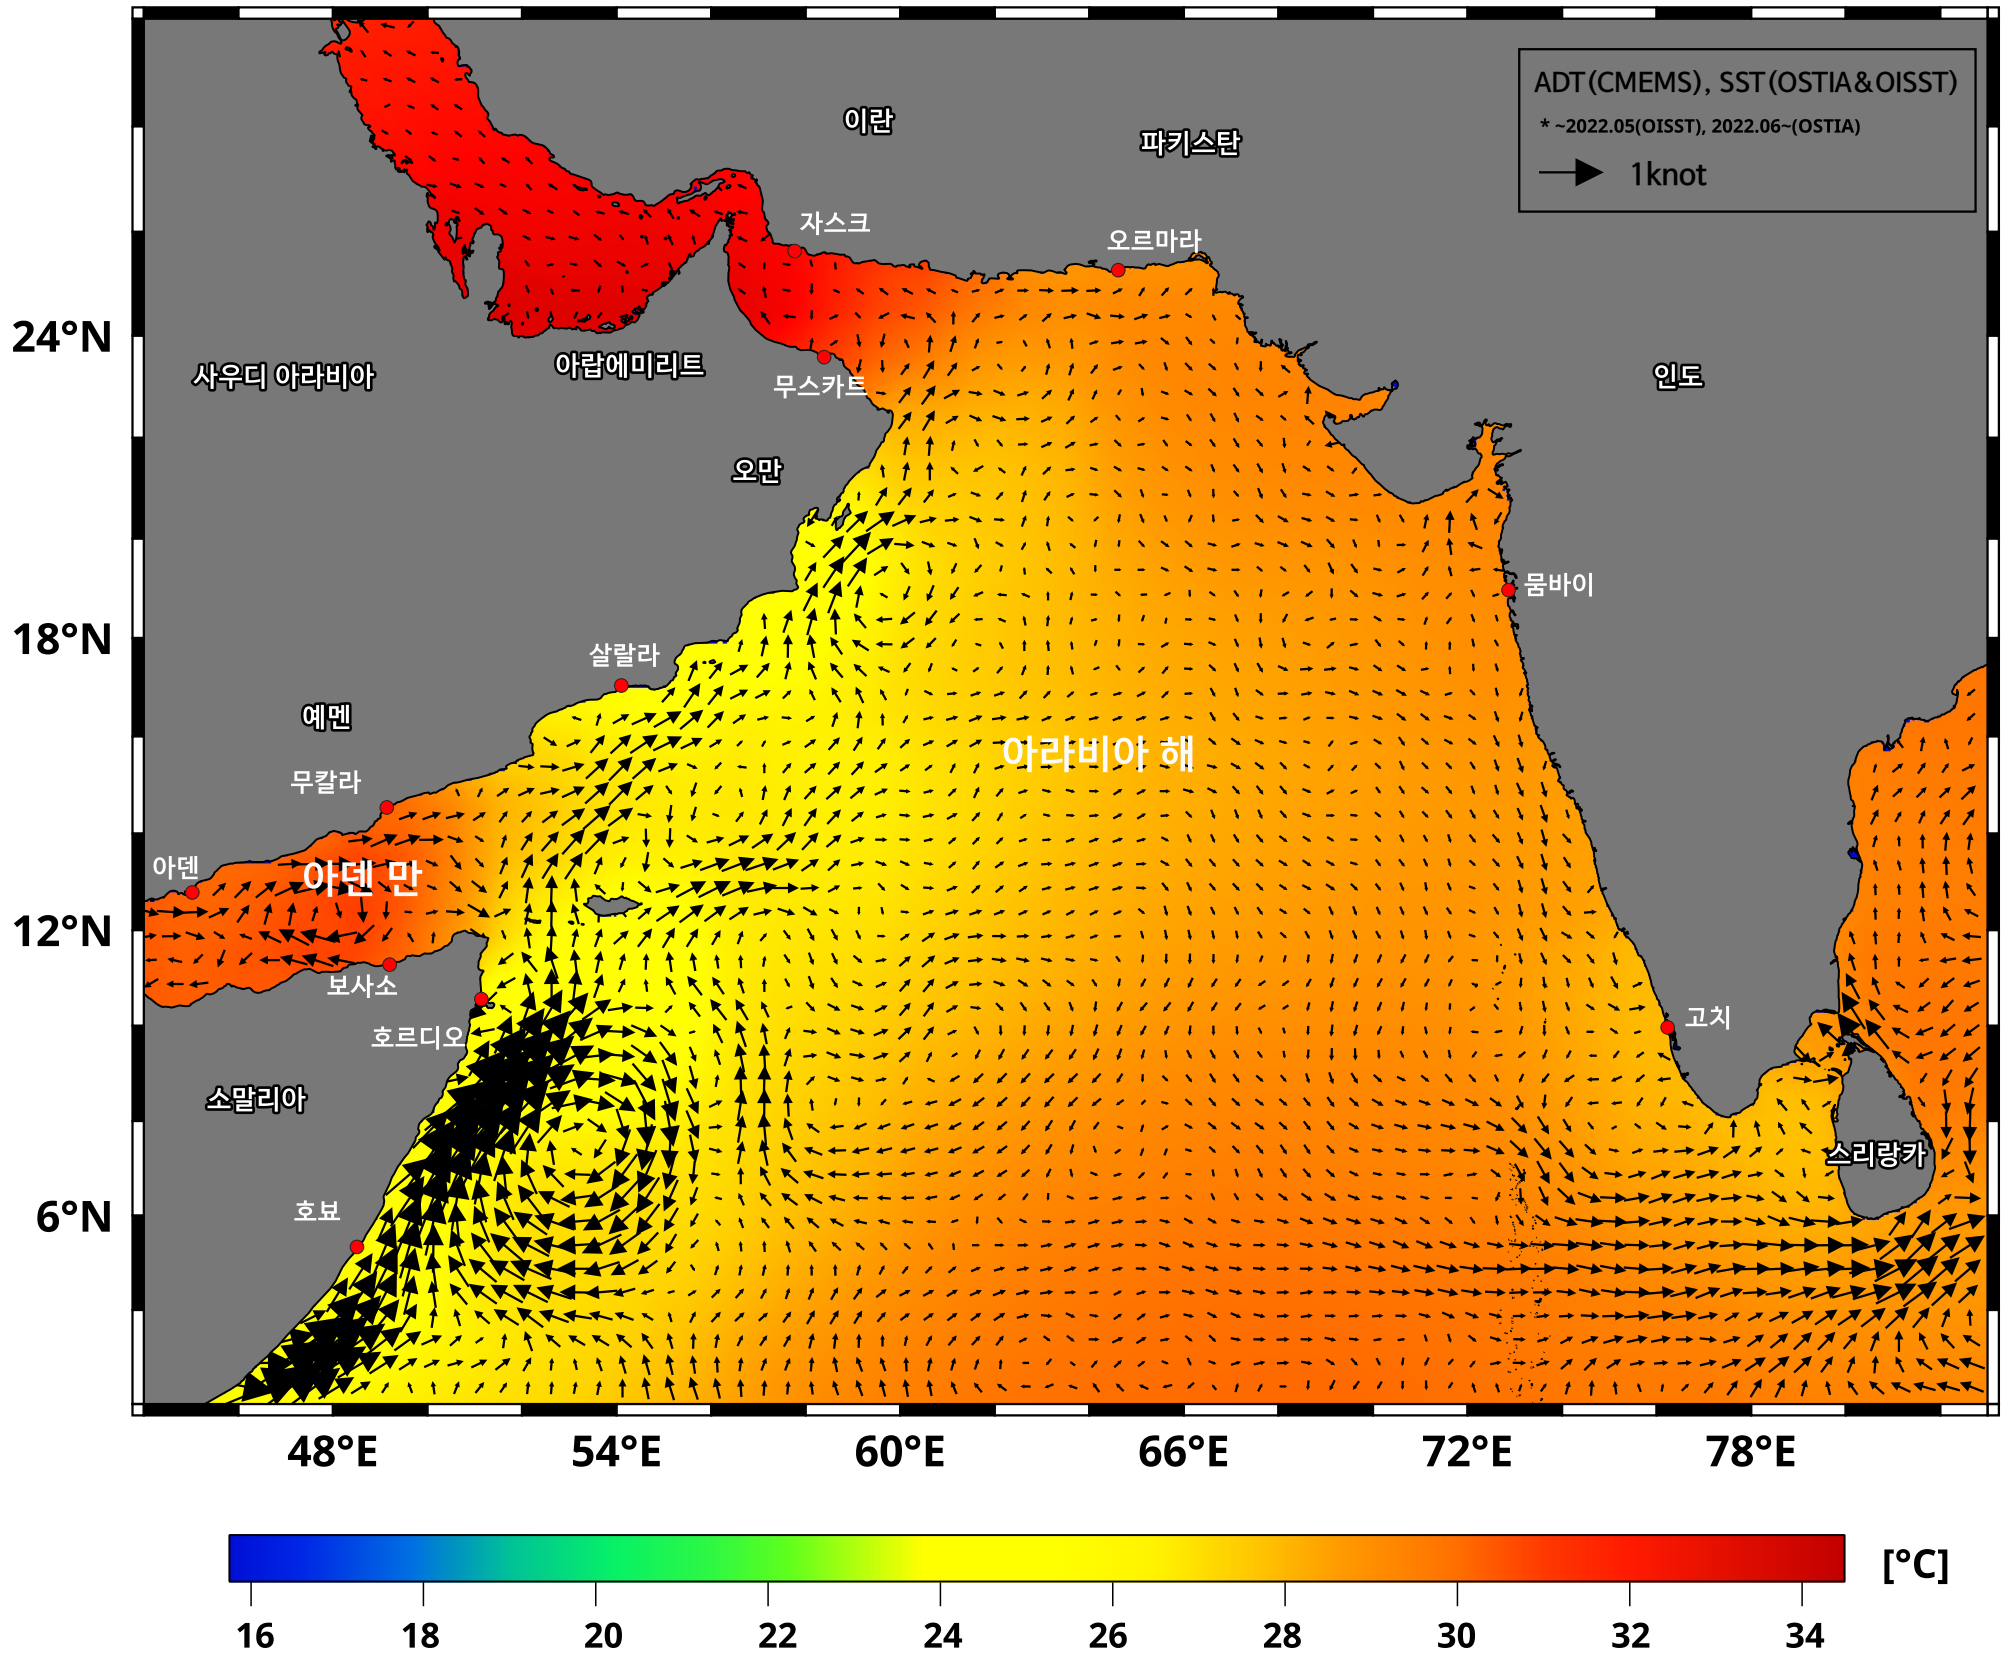 ADT(CMEMS), SST(OSTIA&OISST)
* ~2022.05(OISST), 2022.06~(OSTIA)
1knot
이란
파키스탄
자스크
오르마라
24°N
사우디 아라비아
아랍에미리트
무스카트
인도
오만
뭄바이
18°N
살랄라
예멘
아라비아 해
무칼라
아덴
아덴 만
12°N
보사소
호르디오
고치
소말리아
스리랑카
호뵤
6°N
48°E 54°E 60°E 66°E 72°E 78°E
[°C]
16 18 20 22 24 26 28 30 32 34